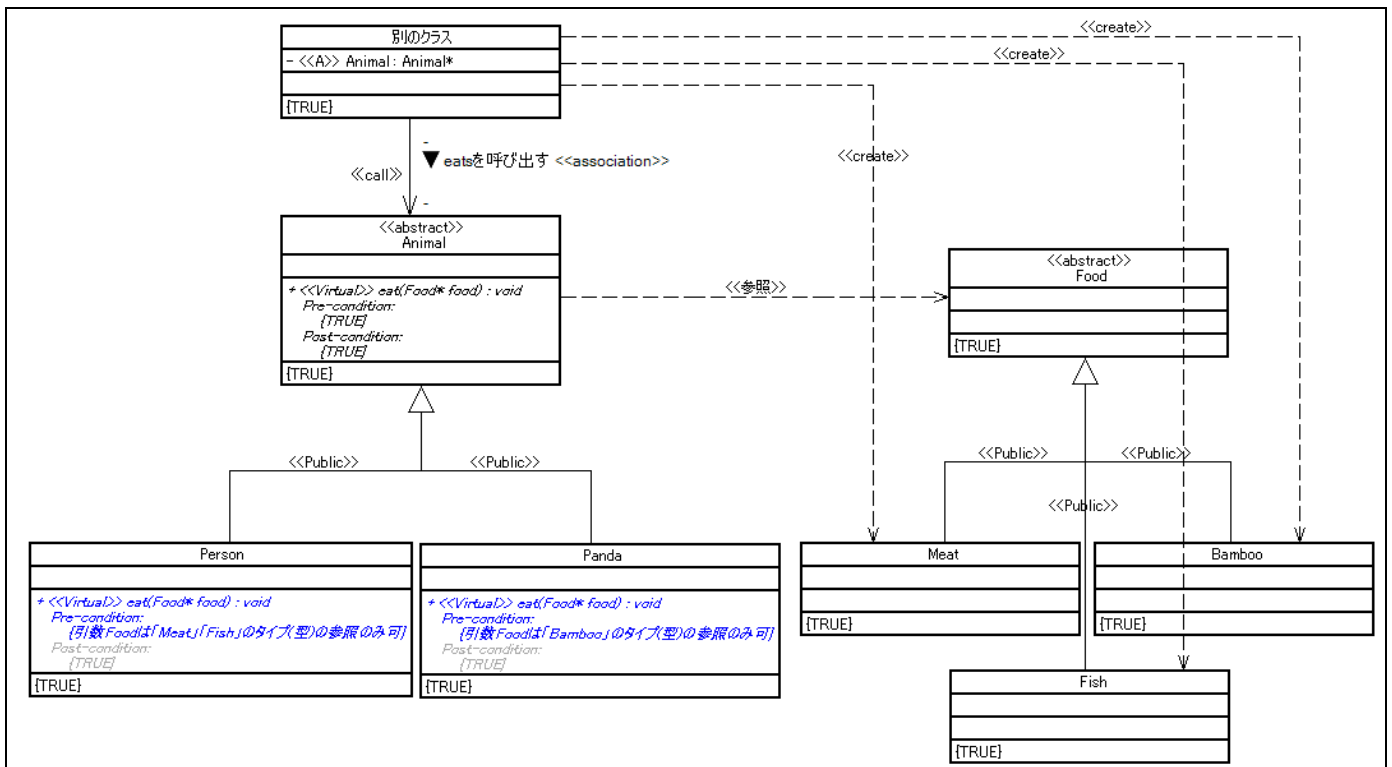 別のクラス
- <<A>> Animal : Animal*
{TRUE}
<<create>>
<<create>>
<<create>>
-
▼ eatsを呼び出す <<association>>
<<call>>
-
<<abstract>>
Animal
+ <<Virtual>> eat(Food* food) : void
Pre-condition:
{TRUE}
Post-condition:
{TRUE}
{TRUE}
<<参照>>
<<abstract>>
Food
{TRUE}
<<Public>>
<<Public>>
<<Public>>
<<Public>>
<<Public>>
Person
+ <<Virtual>> eat(Food* food) : void
Pre-condition:
{引数Foodは「Meat」「Fish」のタイプ(型)の参照のみ可}
Post-condition:
{TRUE}
{TRUE}
Panda
+ <<Virtual>> eat(Food* food) : void
Pre-condition:
{引数Foodは「Bamboo」のタイプ(型)の参照のみ可}
Post-condition:
{TRUE}
{TRUE}
Meat
{TRUE}
Bamboo
{TRUE}
Fish
{TRUE}